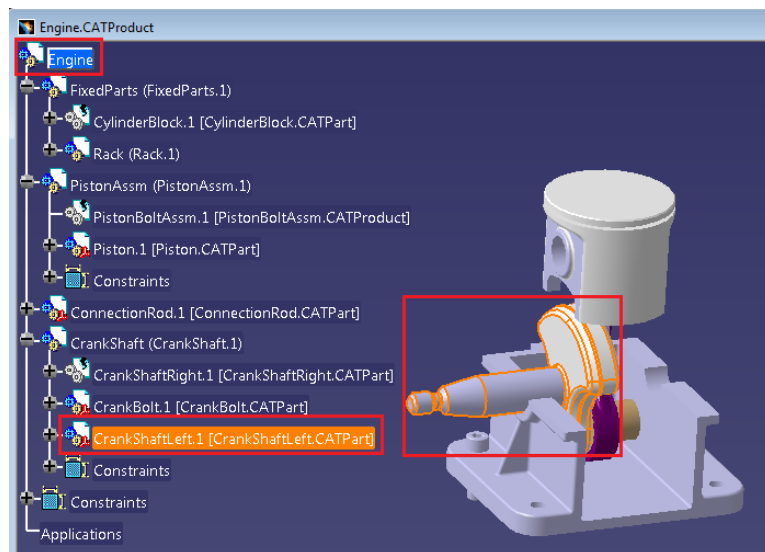 Engine.CATProduct
Engine
FixedParts (FixedParts.1)
CylinderBlock.1 [CylinderBlock.CATPart]
Rack (Rack.1)
PistonAssm (PistonAssm.1)
PistonBoltAssm.1 [PistonBoltAssm.CATProduct]
Piston.1 [Piston.CATPart]
Constraints
ConnectionRod.1 [ConnectionRod.CATPart]
CrankShaft (CrankShaft.1)
CrankShaftRight.1 [CrankShaftRight.CATPart]
CrankBolt.1 [CrankBolt.CATPart]
CrankShaftLeft.1 [CrankShaftLeft.CATPart]
Constraints
Constraints
Applications